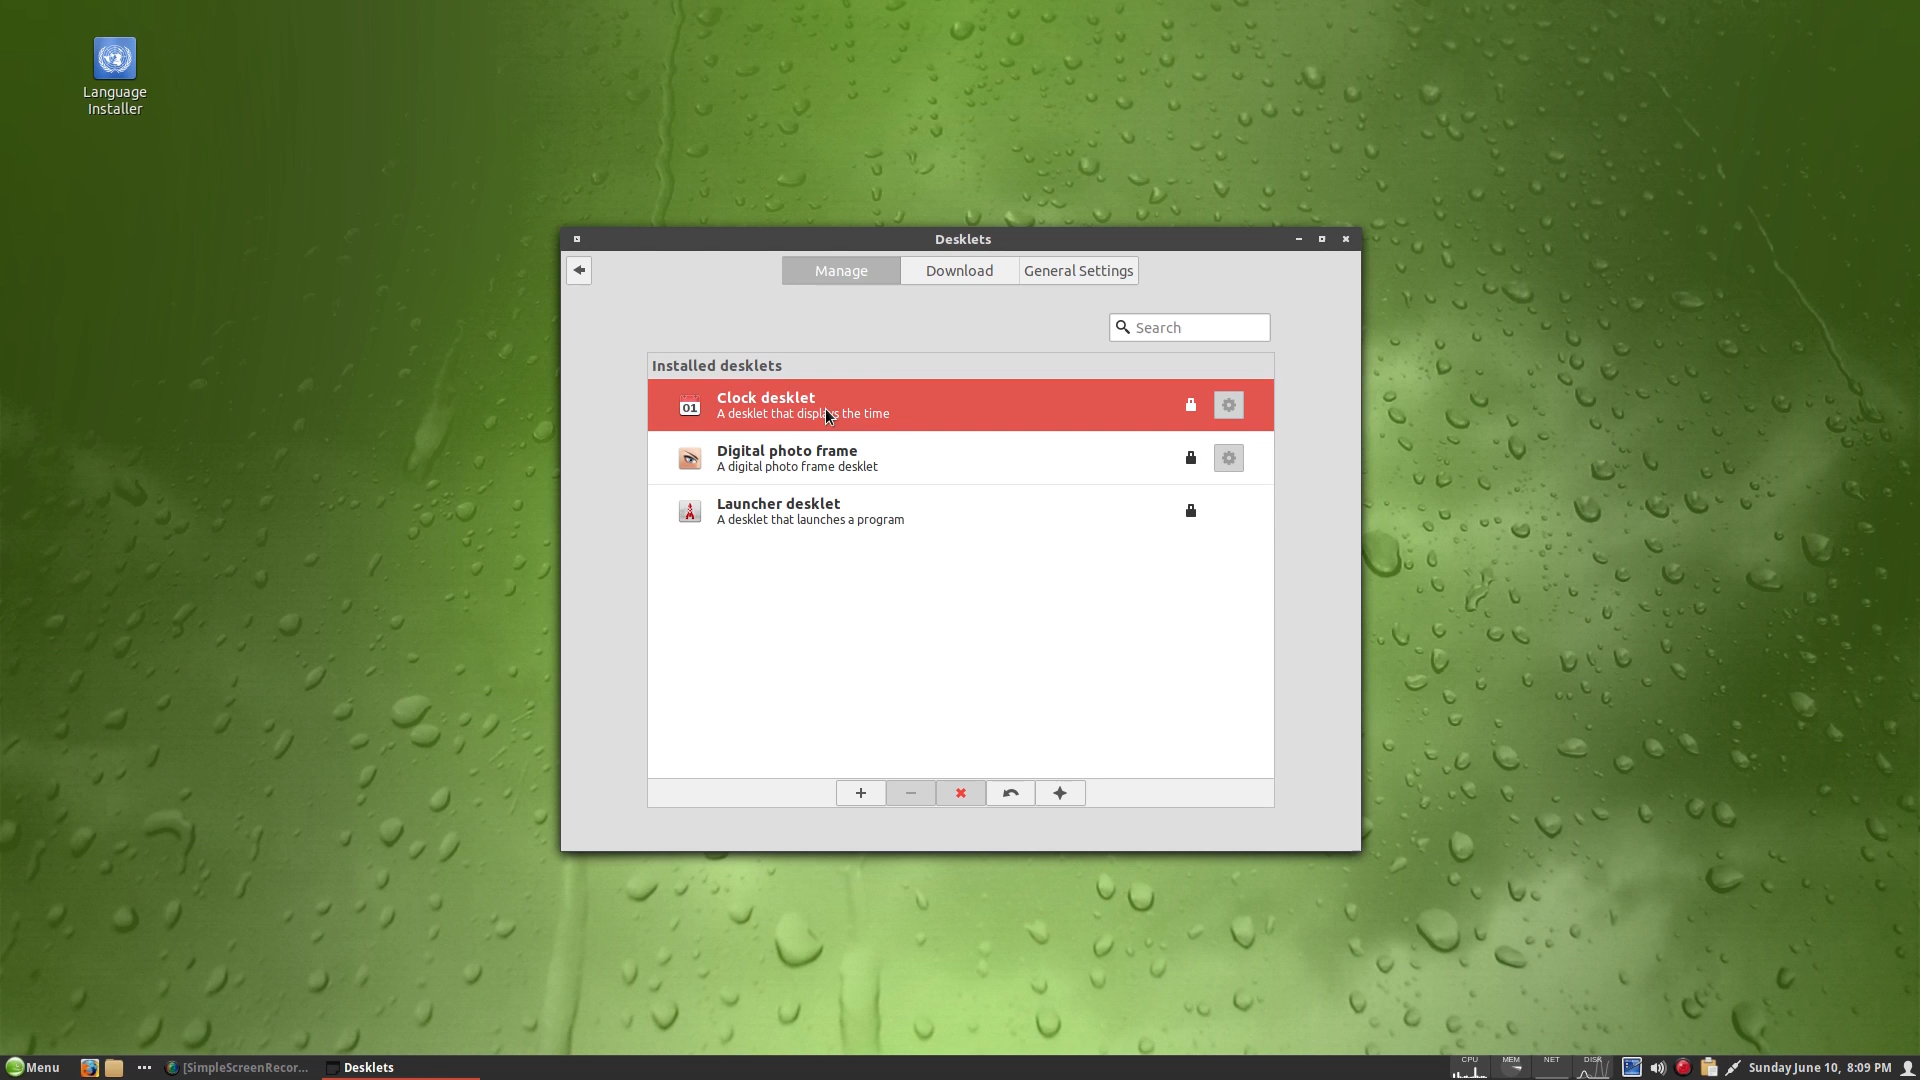 Language
Installer
Desklets
Manage
Download
General Settings
Search
Installed desklets
01
Clock desklet
A desklet that displays the time
Digital photo frame
A digital photo frame desklet
Launcher desklet
A desklet that launches a program
Menu
[SimpleScreenRecor...
Desklets
CPU
MEM
NET
DISK
Sunday June 10, 8:09 PM